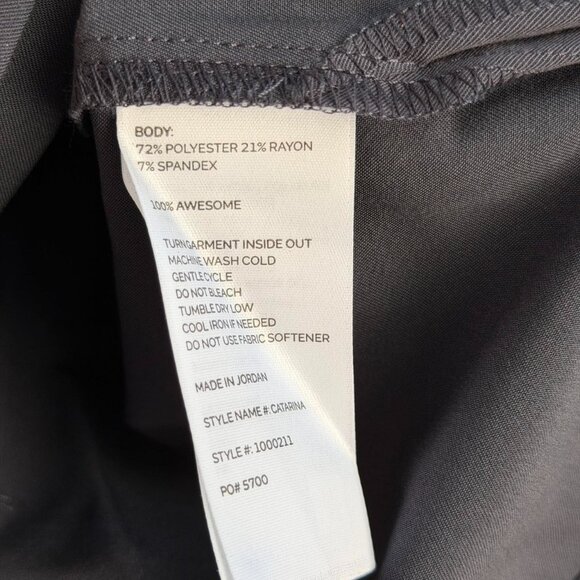 BODY:
72% POLYESTER 21% RAYON
7% SPANDEX
100% AWESOME
TURN GARMENT INSIDE OUT
MACHINE WASH COLD
GENTLE CYCLE
DO NOT BLEACH
TUMBLE DRY LOW
COOL IRON IF NEEDED
DO NOT USE FABRIC SOFTENER
MADE IN JORDAN
STYLE NAME #: CATARINA
STYLE #: 1000211
PO# 5700